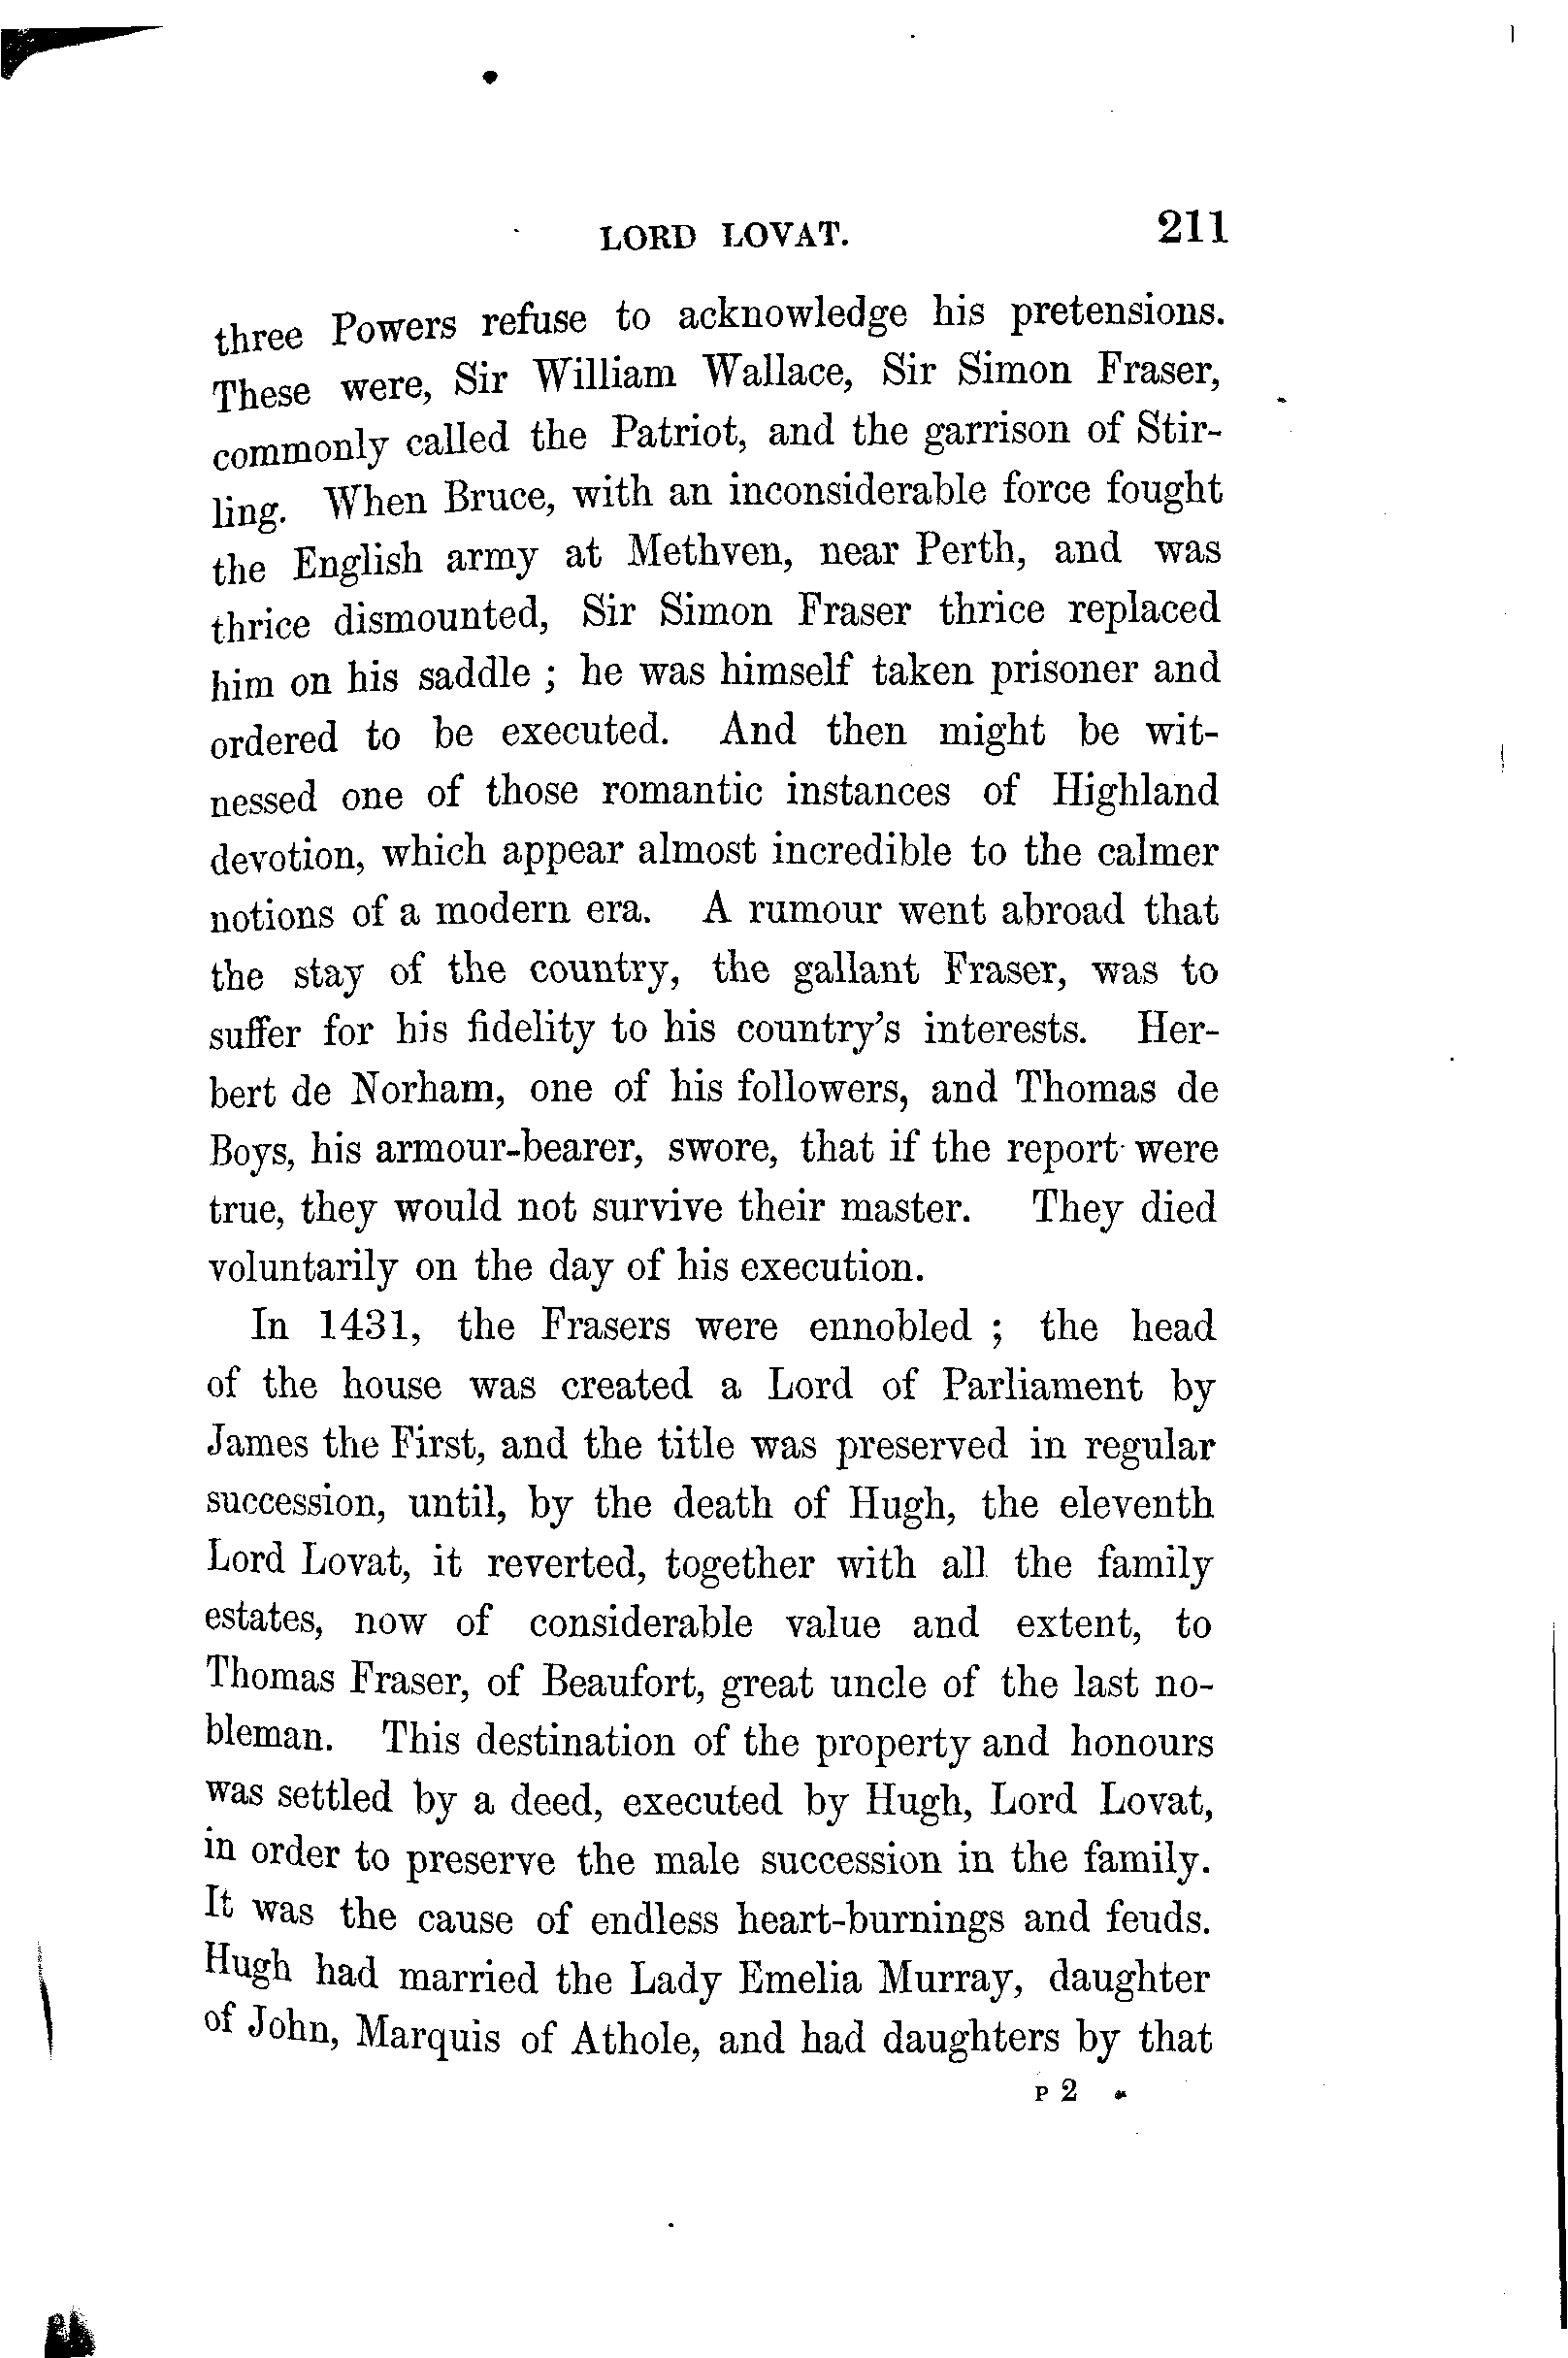 LORD LOVAT. 211
three Powers refuse to acknowledge his pretensions.
These were, Sir William Wallace, Sir Simon Fraser,
commonly called the Patriot, and the garrison of Stir-
ling. When Bruce, with an inconsiderable force fought
the English army at Methven, near Perth, and was
thrice dismounted, Sir Simon Fraser thrice replaced
him on his saddle ; he was himself taken prisoner and
ordered to be executed. And then might be wit-
nessed one of those romantic instances of Highland
devotion, which appear almost incredible to the calmer
notions of a modern era. A rumour went abroad that
the stay of the country, the gallant Fraser, was to
suffer for his fidelity to his country's interests. Her-
bert de Norham, one of his followers, and Thomas de
Boys, his armour-bearer, swore, that if the report were
true, they would not survive their master. They died
voluntarily on the day of his execution.
In 1431, the Frasers were ennobled ; the head
of the house was created a Lord of Parliament by
James the First, and the title was preserved in regular
succession, until, by the death of Hugh, the eleventh
Lord Lovat, it reverted, together with all the family
estates, now of considerable value and extent, to
Thomas Fraser, of Beaufort, great uncle of the last no-
bleman. This destination of the property and honours
was settled by a deed, executed by Hugh, Lord Lovat,
in order to preserve the male succession in the family.
It was the cause of endless heart-burnings and feuds.
Hugh had married the Lady Emelia Murray, daughter
of John, Marquis of Athole, and had daughters by that
P 2